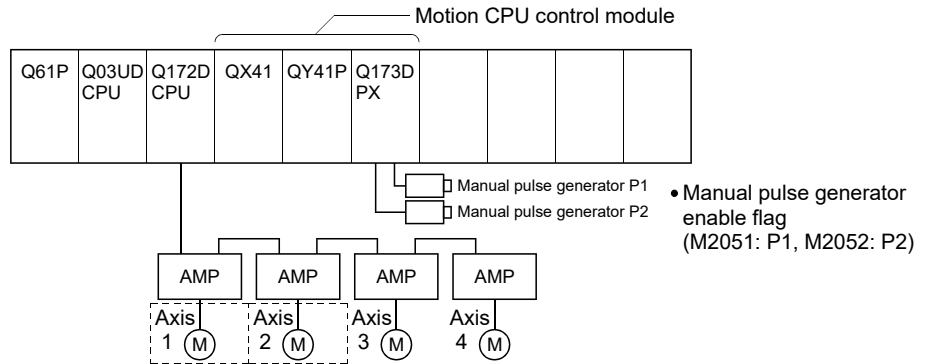 Motion CPU control module
Q61P
Q03UD
CPU
Q172D
CPU
QX41
QY41P
Q173D
PX
Manual pulse generator P1
Manual pulse generator P2
• Manual pulse generator
enable flag
(M2051: P1, M2052: P2)
AMP
AMP
AMP
AMP
Axis
1
M
Axis
2
M
Axis
3
M
Axis
4
M